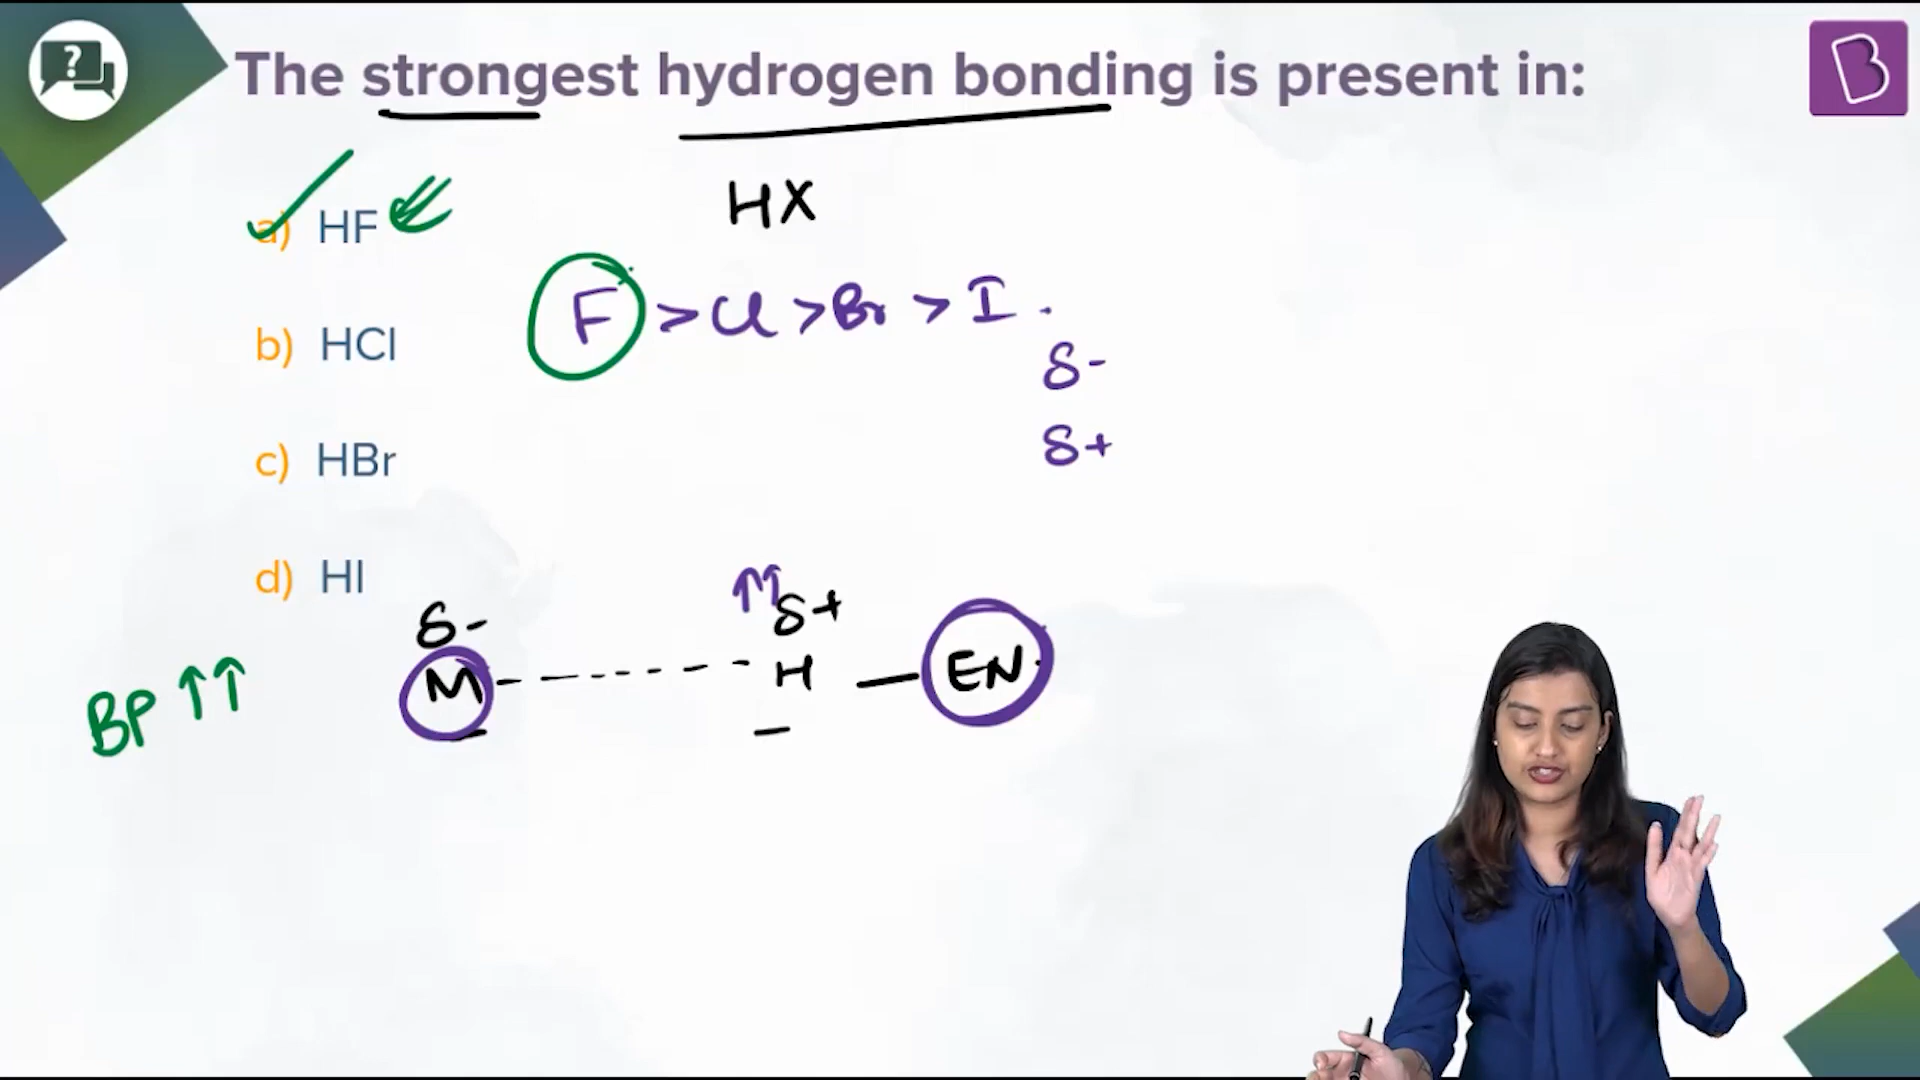 ?
The strongest hydrogen bonding is present in:
B
a) HF
HX
F > Cl > Br > I .
b) HCl
δ-
δ+
c) HBr
d) HI
↑↑
δ- δ+
M ------- H — EN
BP ↑↑